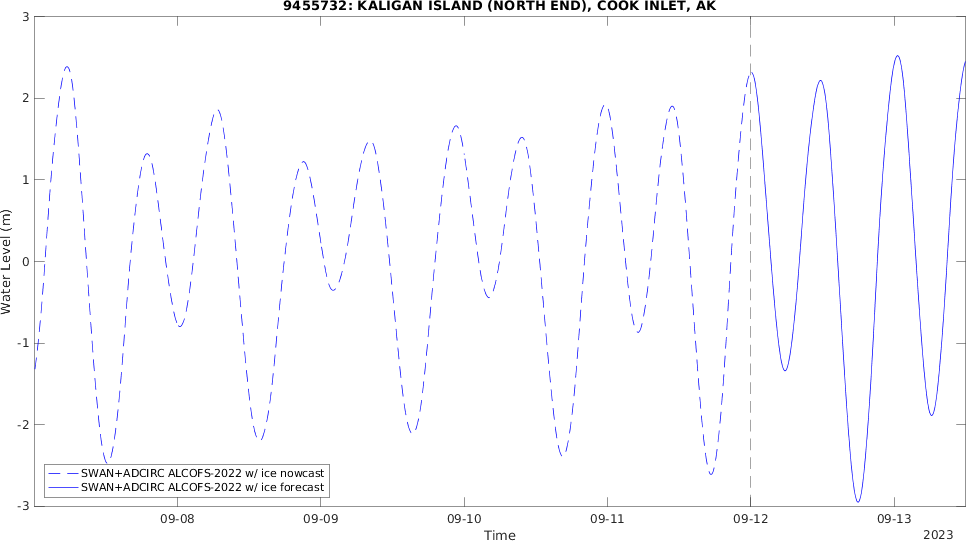 9455732: KALIGAN ISLAND (NORTH END), COOK INLET, AK
3
2
1
0
-1
-2
-3
Water Level (m)
SWAN+ADCIRC ALCOFS-2022 w/ ice nowcast
SWAN+ADCIRC ALCOFS-2022 w/ ice forecast
09-08 09-09 09-10 09-11 09-12 09-13
Time
2023